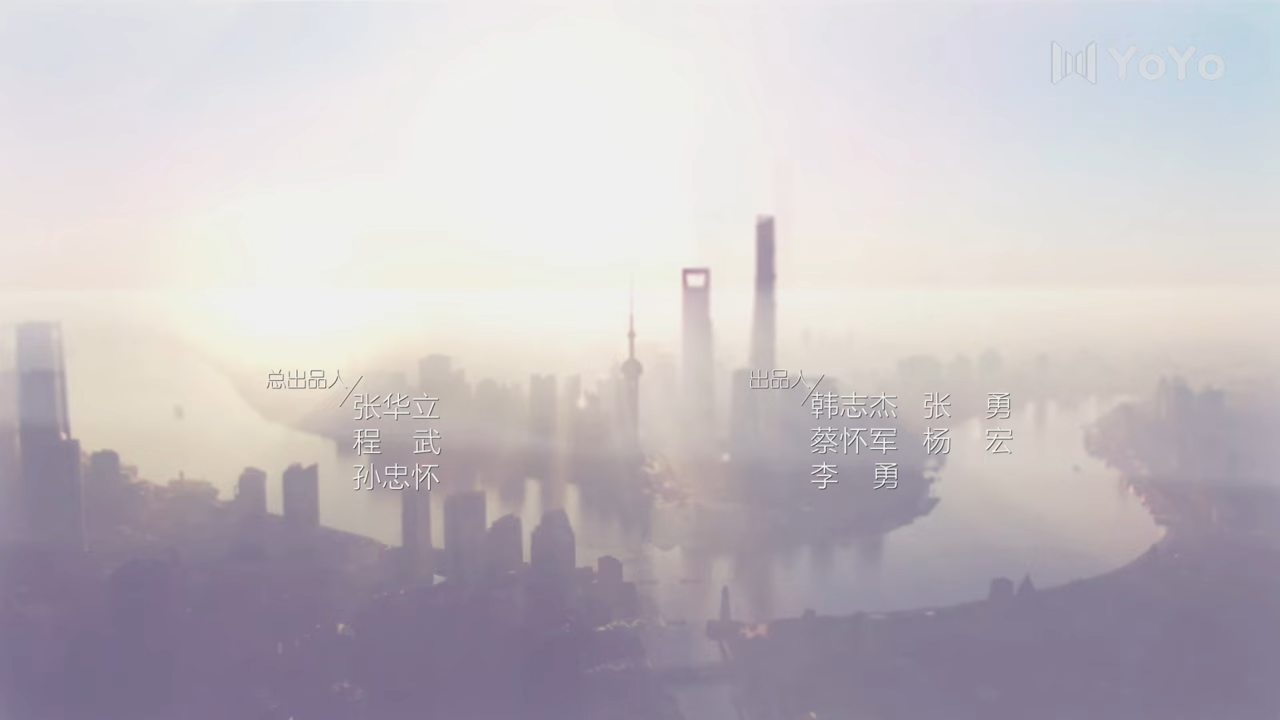 YoYo
总出品人
张华立
程 武
孙忠怀
出品人
韩志杰 张 勇
蔡怀军 杨 宏
李 勇